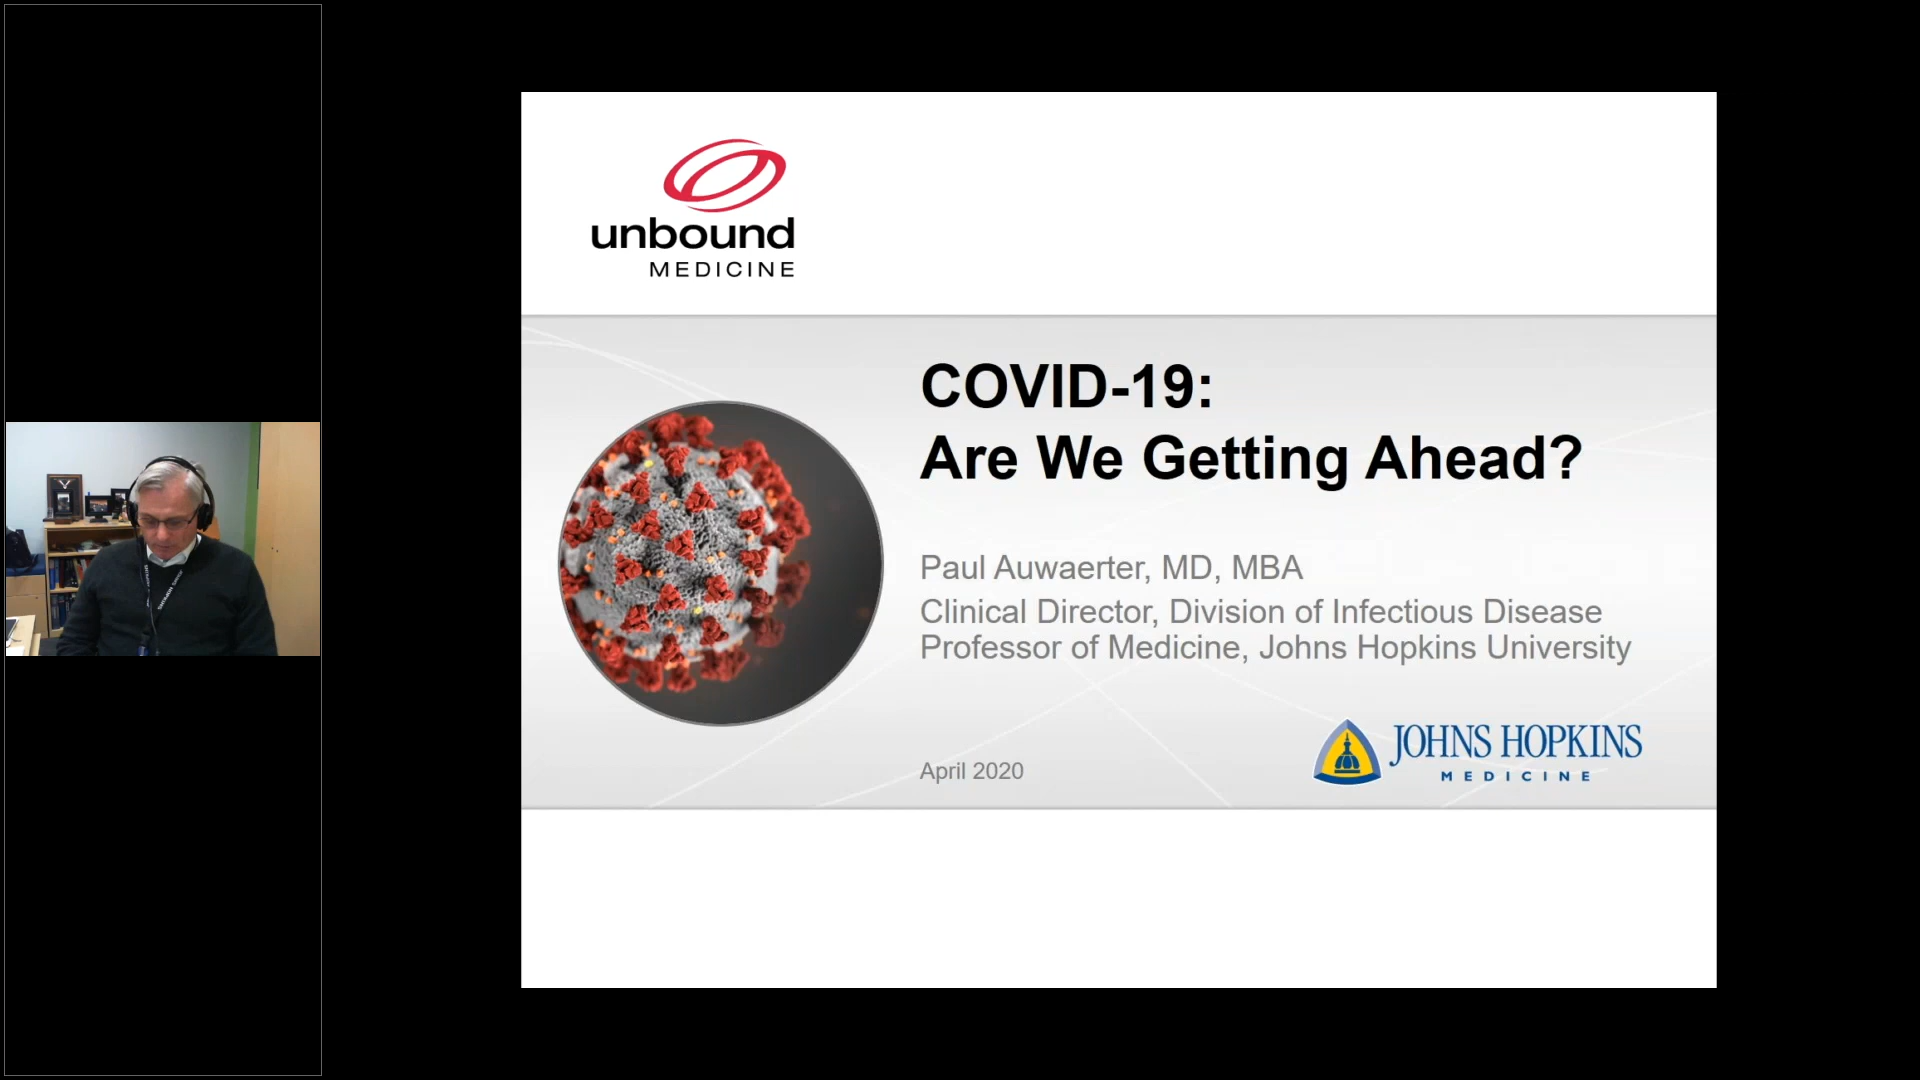 unbound
MEDICINE
COVID-19:
Are We Getting Ahead?
Paul Auwaerter, MD, MBA
Clinical Director, Division of Infectious Disease
Professor of Medicine, Johns Hopkins University
April 2020
JOHNS HOPKINS
MEDICINE